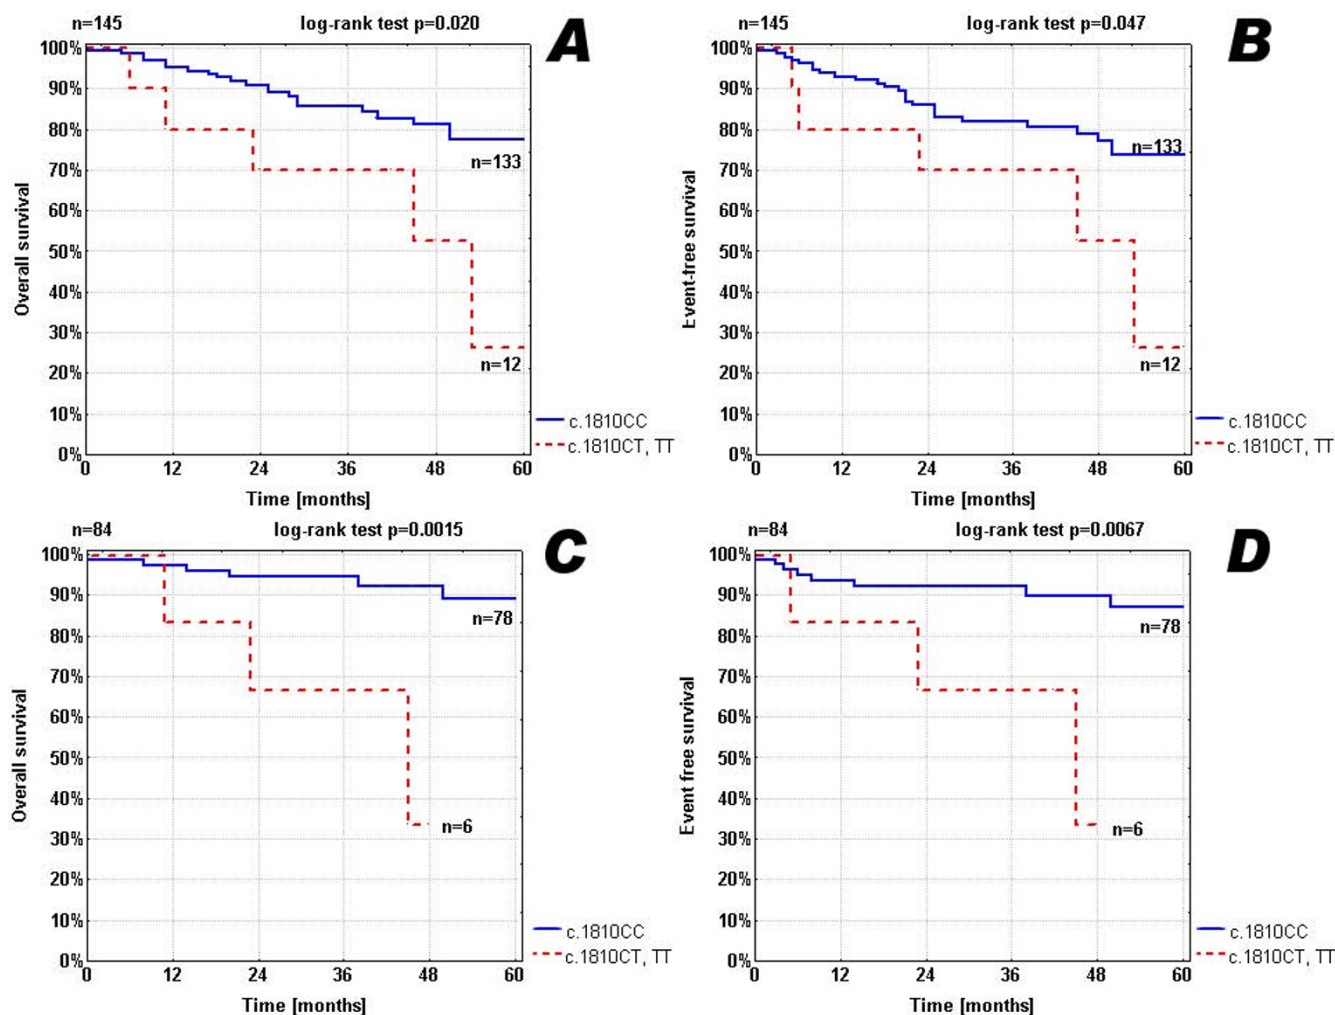 n=145 log-rank test p=0.020
A
100%
90%
80%
70%
60%
50%
40%
30%
20%
10%
0%
Overall survival
n=133
n=12
0 12 24 36 48 60
Time [months]
c.1810CC
c.1810CT, TT
n=145 log-rank test p=0.047
B
100%
90%
80%
70%
60%
50%
40%
30%
20%
10%
0%
Event-free survival
n=133
n=12
0 12 24 36 48 60
Time [months]
c.1810CC
c.1810CT, TT
n=84 log-rank test p=0.0015
C
100%
90%
80%
70%
60%
50%
40%
30%
20%
10%
0%
Overall survival
n=78
n=6
0 12 24 36 48 60
Time [months]
c.1810CC
c.1810CT, TT
n=84 log-rank test p=0.0067
D
100%
90%
80%
70%
60%
50%
40%
30%
20%
10%
0%
Event free survival
n=78
n=6
0 12 24 36 48 60
Time [months]
c.1810CC
c.1810CT, TT